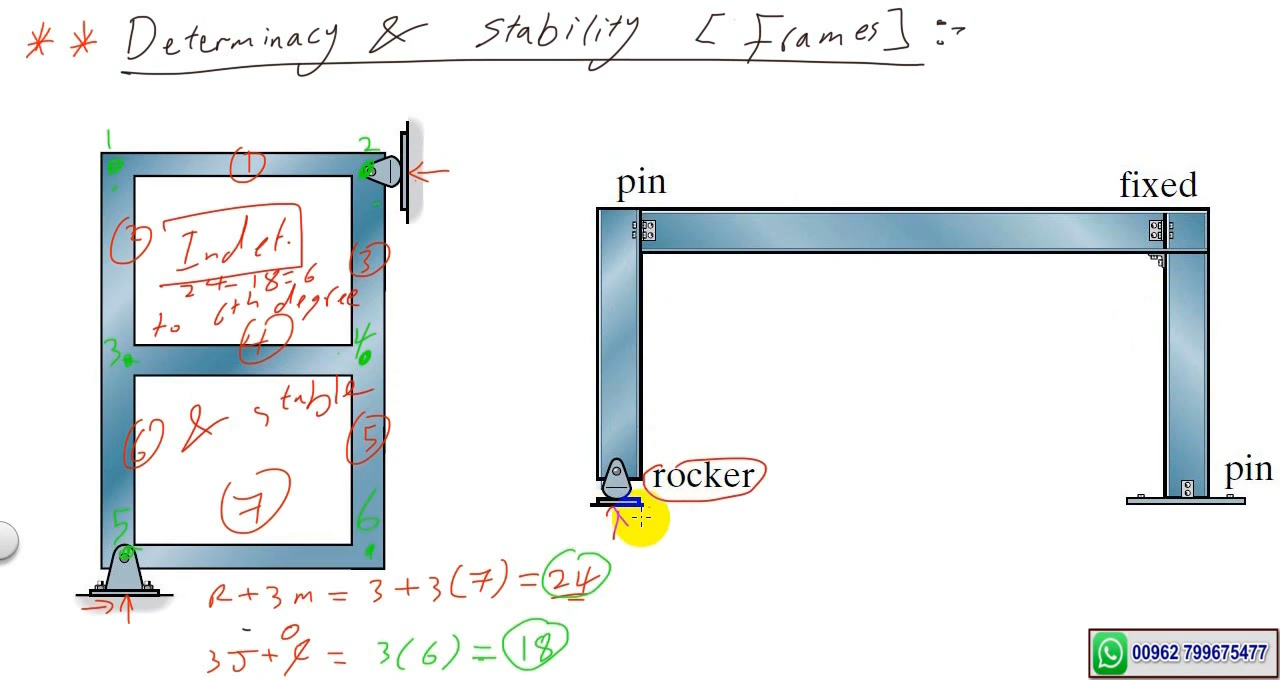 ** Determinacy & Stability [Frames] :-
1
2
①
②
Indet.
③
24-18=6
to 6th degree
④
3
4
& stable
⑥
⑤
⑦
5
6
R+3m = 3+3(7) = 24
3J+c = 3(6) = 18
0
pin
fixed
rocker
pin
00962 799675477